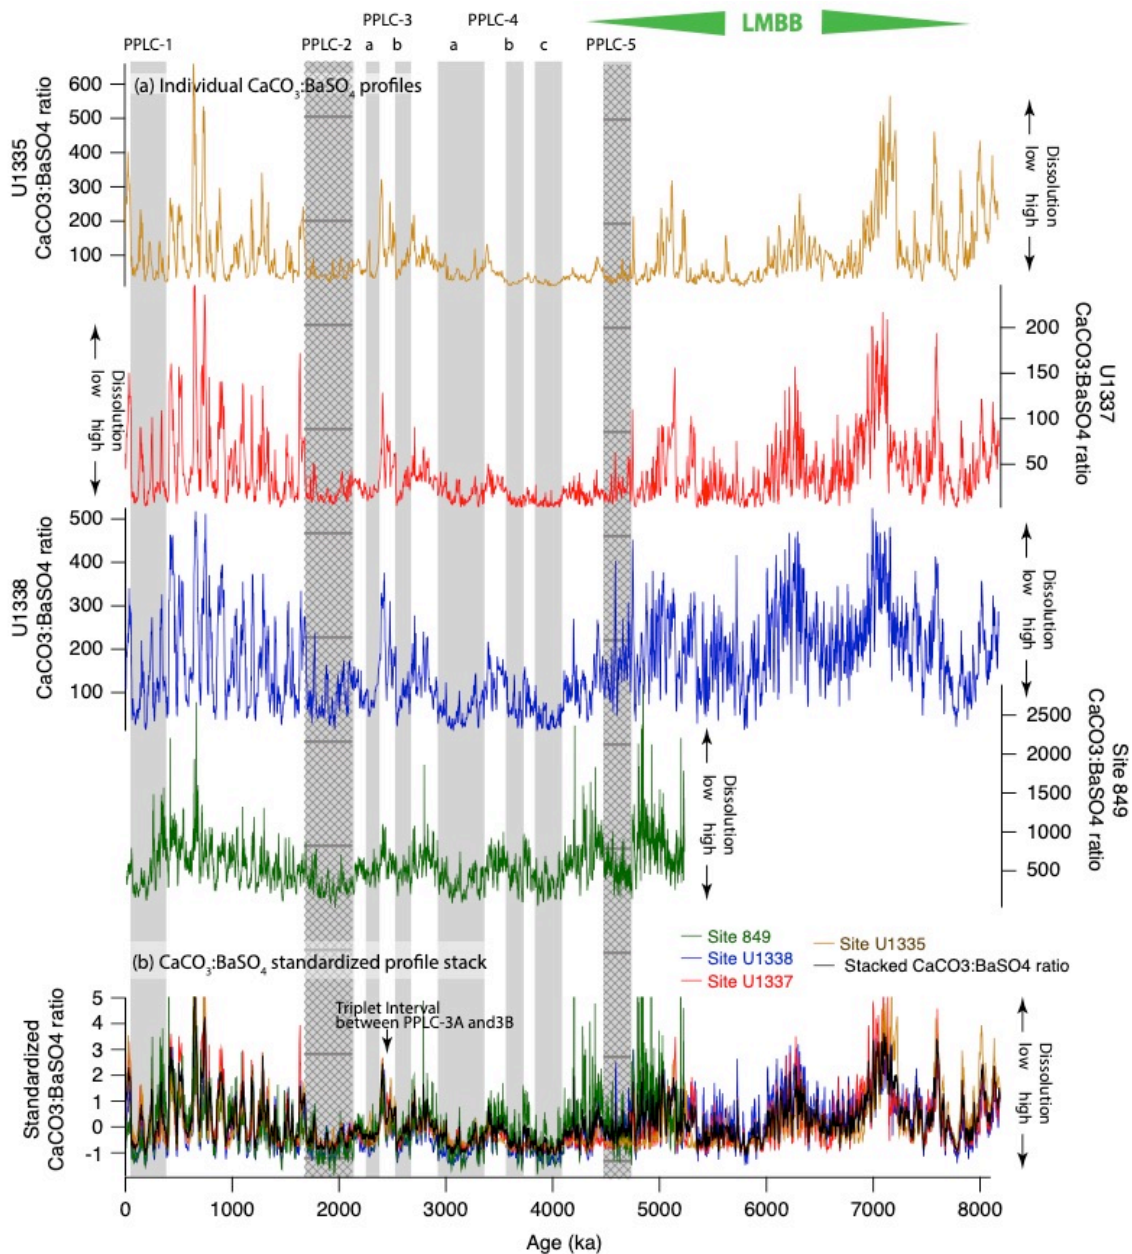 PPLC-3
PPLC-4
LMBB
PPLC-1
PPLC-2
a
b
a
b
c
PPLC-5
(a) Individual CaCO3:BaSO4 profiles
U1335
CaCO3:BaSO4 ratio
600
500
400
300
200
100
Dissolution
low high
U1337
CaCO3:BaSO4 ratio
200
150
100
50
Dissolution
low high
U1338
CaCO3:BaSO4 ratio
500
400
300
200
100
Dissolution
low high
Site 849
CaCO3:BaSO4 ratio
2500
2000
1500
1000
500
Dissolution
low high
(b) CaCO3:BaSO4 standardized profile stack
Site 849
Site U1338
Site U1337
Site U1335
Stacked CaCO3:BaSO4 ratio
Triplet Interval
between PPLC-3A and3B
Standardized
CaCO3:BaSO4 ratio
5
4
3
2
1
0
-1
Dissolution
low high
0 1000 2000 3000 4000 5000 6000 7000 8000
Age (ka)